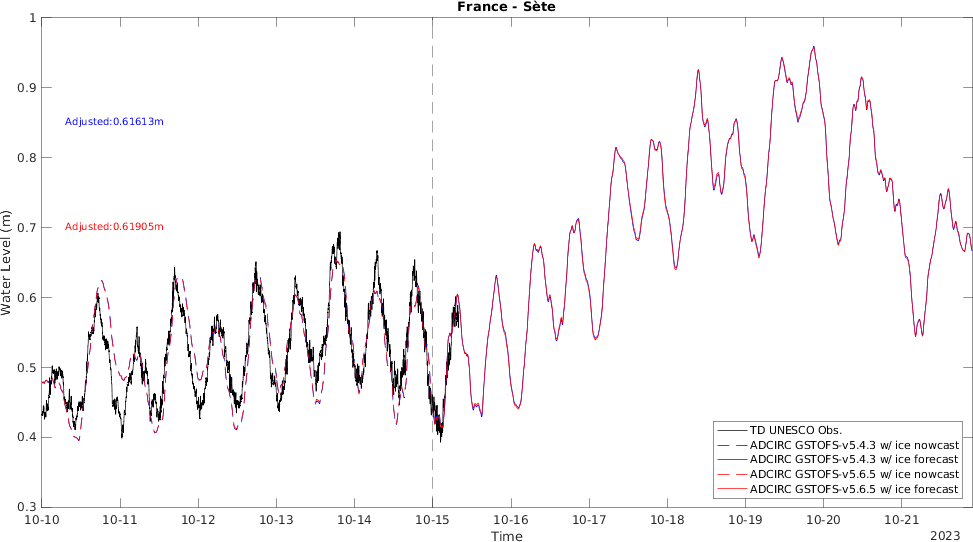 France - Sète
Water Level (m)
1
0.9
0.8
0.7
0.6
0.5
0.4
0.3
Adjusted:0.61613m
Adjusted:0.61905m
TD UNESCO Obs.
ADCIRC GSTOFS-v5.4.3 w/ ice nowcast
ADCIRC GSTOFS-v5.4.3 w/ ice forecast
ADCIRC GSTOFS-v5.6.5 w/ ice nowcast
ADCIRC GSTOFS-v5.6.5 w/ ice forecast
10-10 10-11 10-12 10-13 10-14 10-15 10-16 10-17 10-18 10-19 10-20 10-21
Time
2023